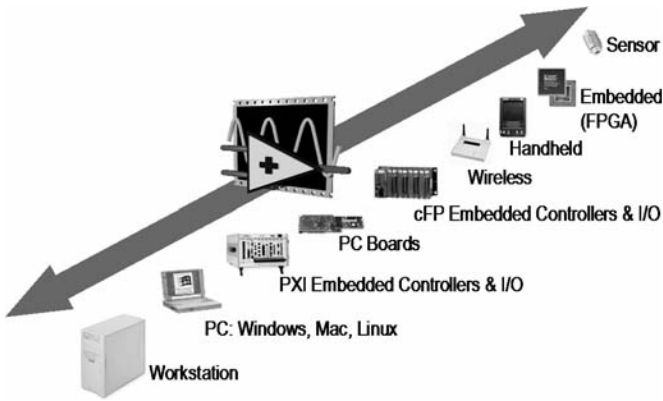 Sensor
Embedded
(FPGA)
Handheld
Wireless
cFP Embedded Controllers & I/O
PC Boards
PXI Embedded Controllers & I/O
PC: Windows, Mac, Linux
Workstation